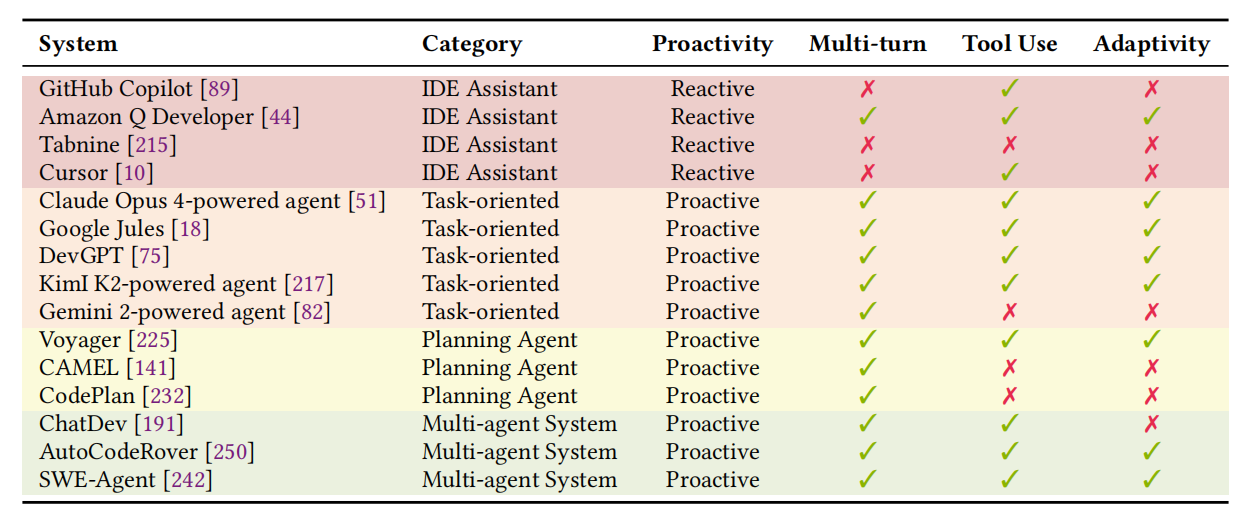 System Category Proactivity Multi-turn Tool Use Adaptivity
GitHub Copilot [89] IDE Assistant Reactive ✗ ✓ ✗
Amazon Q Developer [44] IDE Assistant Reactive ✓ ✓ ✓
Tabnine [215] IDE Assistant Reactive ✗ ✗ ✗
Cursor [10] IDE Assistant Reactive ✗ ✓ ✗
Claude Opus 4-powered agent [51] Task-oriented Proactive ✓ ✓ ✓
Google Jules [18] Task-oriented Proactive ✓ ✓ ✓
DevGPT [75] Task-oriented Proactive ✓ ✓ ✓
KimI K2-powered agent [217] Task-oriented Proactive ✓ ✓ ✓
Gemini 2-powered agent [82] Task-oriented Proactive ✓ ✗ ✗
Voyager [225] Planning Agent Proactive ✓ ✓ ✓
CAMEL [141] Planning Agent Proactive ✓ ✗ ✗
CodePlan [232] Planning Agent Proactive ✓ ✗ ✗
ChatDev [191] Multi-agent System Proactive ✓ ✓ ✗
AutoCodeRover [250] Multi-agent System Proactive ✓ ✓ ✓
SWE-Agent [242] Multi-agent System Proactive ✓ ✓ ✓